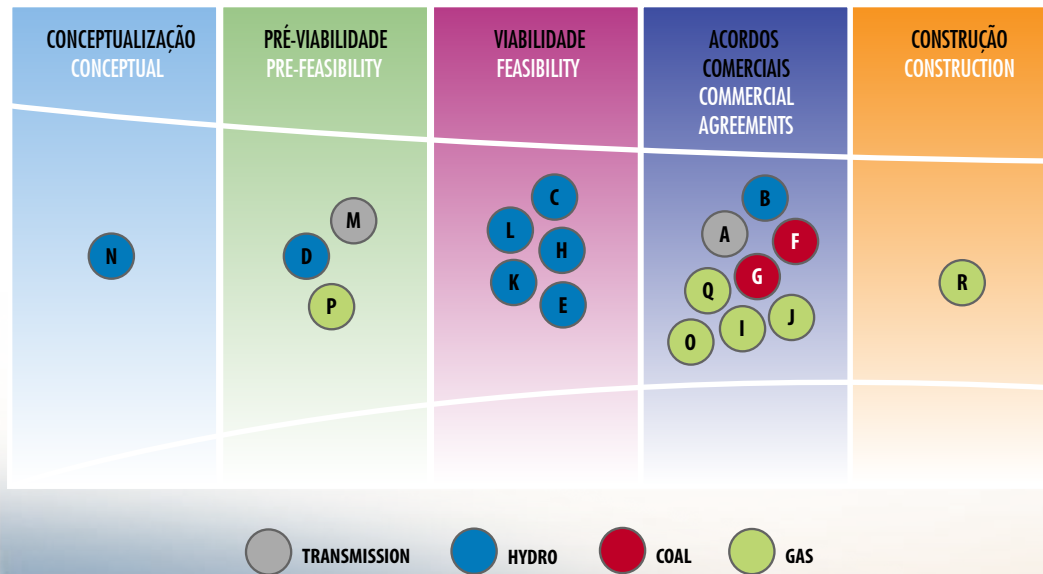 CONCEPTUALIZAÇÃO
CONCEPTUAL
PRÉ-VIABILIDADE
PRE-FEASIBILITY
VIABILIDADE
FEASIBILITY
ACORDOS
COMERCIAIS
COMMERCIAL
AGREEMENTS
CONSTRUÇÃO
CONSTRUCTION
N
M
D
P
C
L
H
K
E
B
A
F
G
Q
J
I
O
R
TRANSMISSION
HYDRO
COAL
GAS